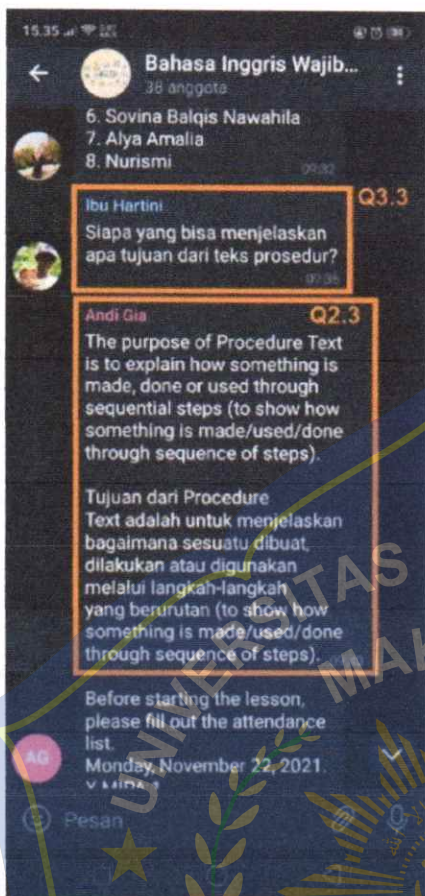 15.35
Bahasa Inggris Wajib...
38 anggota
6. Sovina Balqis Nawahila
7. Alya Amalia
8. Nurismi
09.32
Q3.3
Ibu Hartini
Siapa yang bisa menjelaskan
apa tujuan dari teks prosedur?
Andi Gia
Q2.3
The purpose of Procedure Text
is to explain how something is
made, done or used through
sequential steps (to show how
something is made/used/done
through sequence of steps).
Tujuan dari Procedure
Text adalah untuk menjelaskan
bagaimana sesuatu dibuat,
dilakukan atau digunakan
melalui langkah-langkah
yang berurutan (to show how
something is made/used/done
through sequence of steps).
Before starting the lesson,
please fill out the attendance
list.
AG
Monday, November 22, 2021.
Pesan
UNIVERSITAS